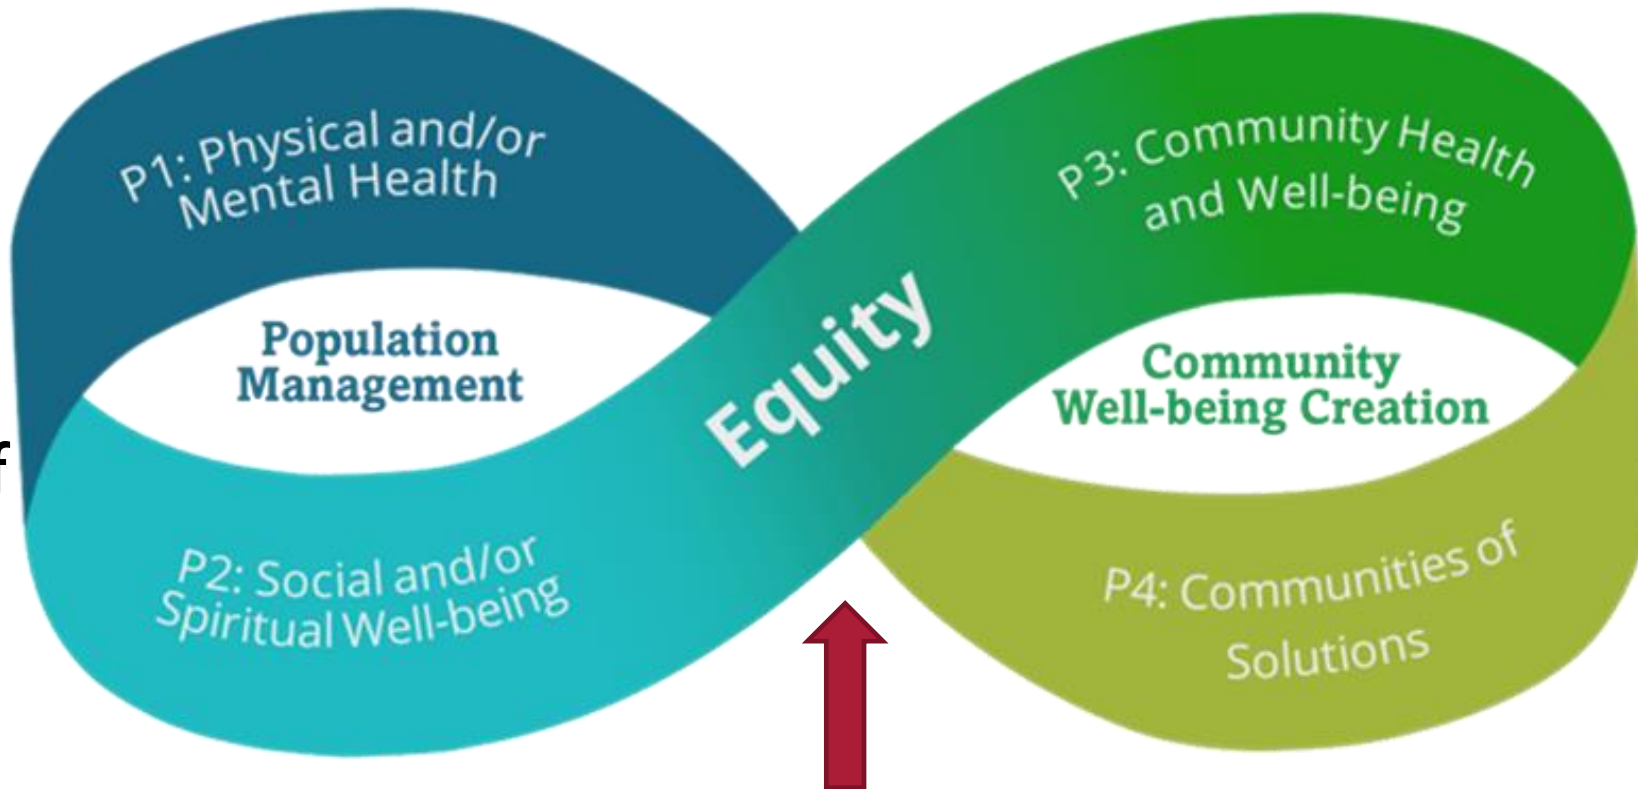 P1: Physical and/or
Mental Health
Population
Management
P2: Social and/or
Spiritual Well-being
Equity
P3: Community Health
and Well-being
Community
Well-being Creation
P4: Communities of
Solutions
f